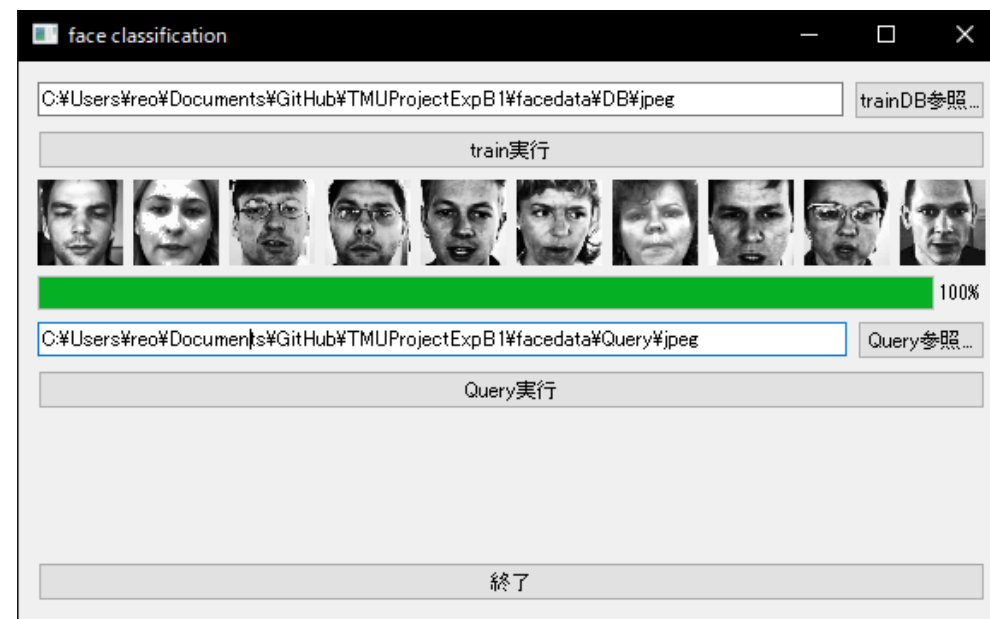 face classification
C:¥Users¥reo¥Documents¥GitHub¥TMUProjectExpB1¥facedata¥DB¥jpeg
trainDB参照...
train実行
100%
C:¥Users¥reo¥Documents¥GitHub¥TMUProjectExpB1¥facedata¥Query¥jpeg
Query参照...
Query実行
終了